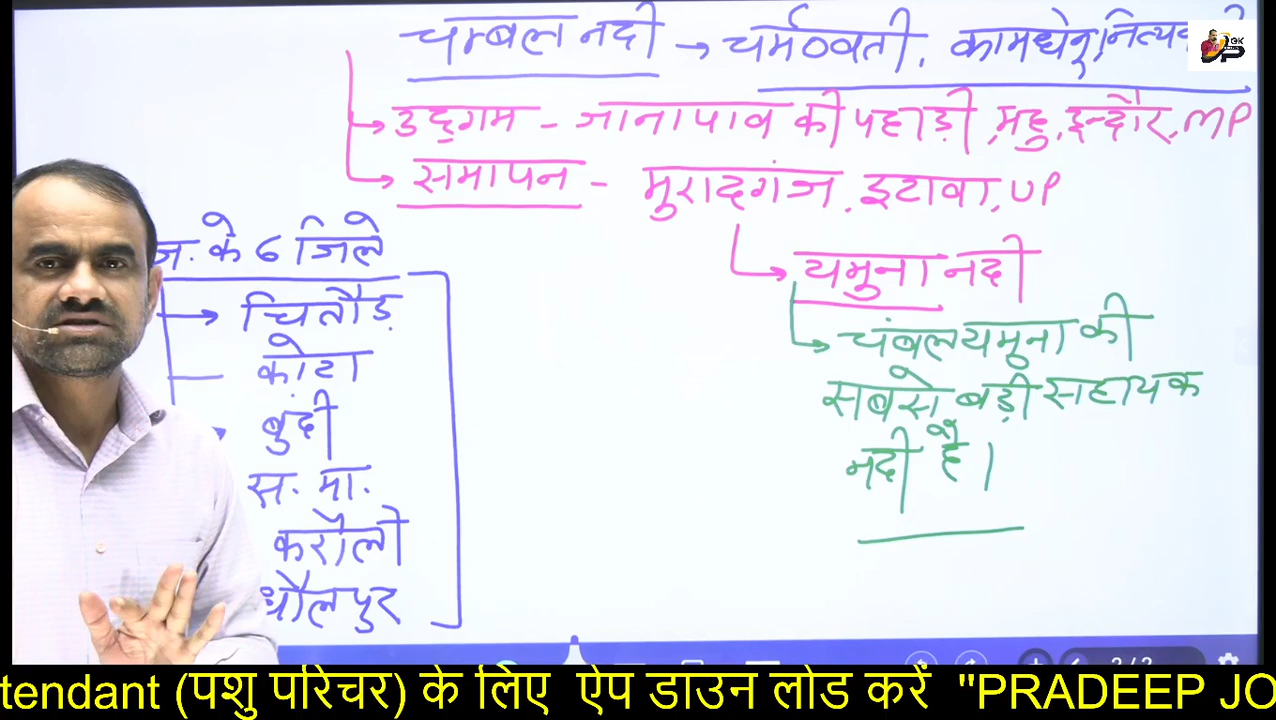 चम्बल नदी → चर्मण्वती, कामधेनु, नित्य
उद्गम - जानापाव की पहाड़ी, महु, इन्दौर, MP
समापन - मुरादगंज, इटावा, UP
यमुना नदी
चंबल यमुना की
सबसे बड़ी सहायक
नदी है।
ज. के 6 जिले
चितौड़
कोटा
बुंदी
स. मा.
करौली
धौलपुर
GK
tendant (पशु परिचर) के लिए ऐप डाउन लोड करें "PRADEEP JO